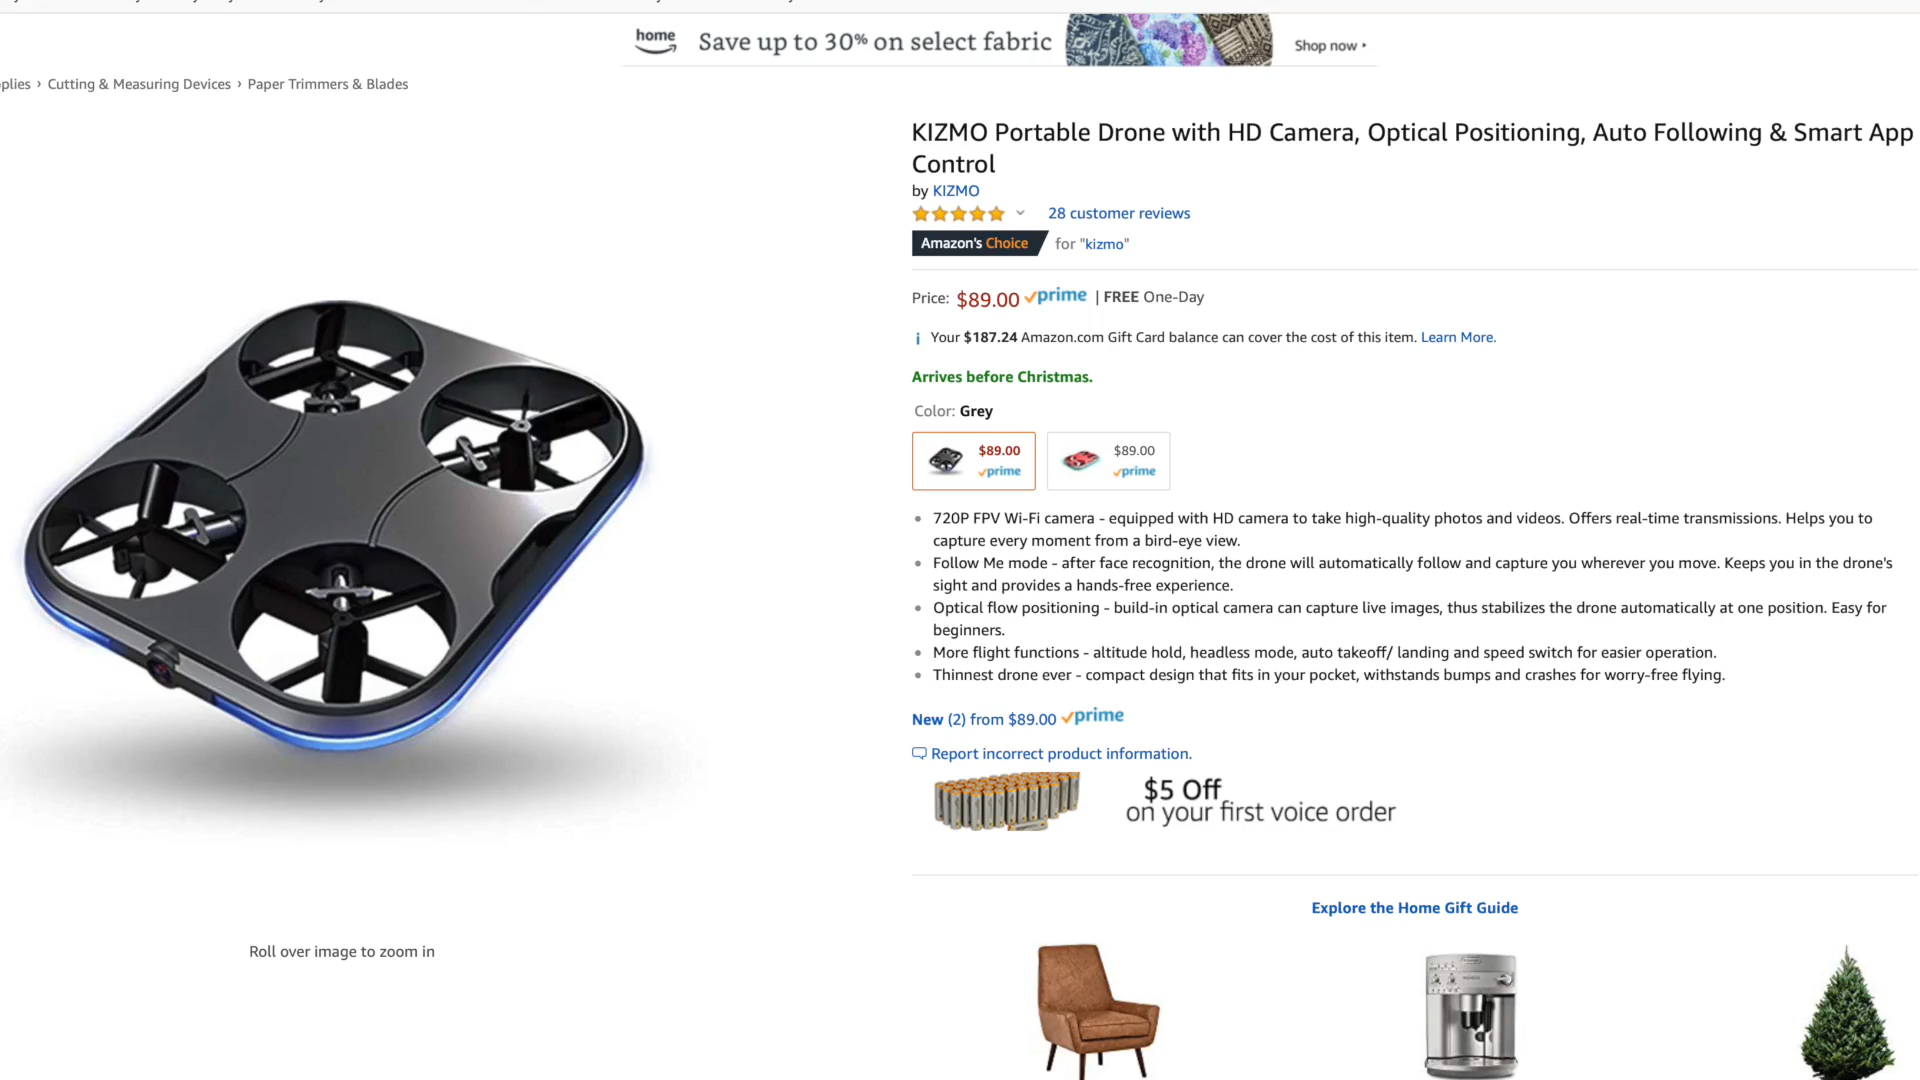 home Save up to 30% on select fabric Shop now
plies › Cutting & Measuring Devices › Paper Trimmers & Blades
KIZMO Portable Drone with HD Camera, Optical Positioning, Auto Following & Smart App
Control
by KIZMO
28 customer reviews
Amazon's Choice for "kizmo"
Price: $89.00 prime | FREE One-Day
Your $187.24 Amazon.com Gift Card balance can cover the cost of this item. Learn More.
Arrives before Christmas.
Color: Grey
$89.00 $89.00
prime prime
720P FPV Wi-Fi camera - equipped with HD camera to take high-quality photos and videos. Offers real-time transmissions. Helps you to
capture every moment from a bird-eye view.
Follow Me mode - after face recognition, the drone will automatically follow and capture you wherever you move. Keeps you in the drone's
sight and provides a hands-free experience.
Optical flow positioning - build-in optical camera can capture live images, thus stabilizes the drone automatically at one position. Easy for
beginners.
More flight functions - altitude hold, headless mode, auto takeoff/ landing and speed switch for easier operation.
Thinnest drone ever - compact design that fits in your pocket, withstands bumps and crashes for worry-free flying.
New (2) from $89.00 prime
Report incorrect product information.
$5 Off
on your first voice order
Explore the Home Gift Guide
Roll over image to zoom in